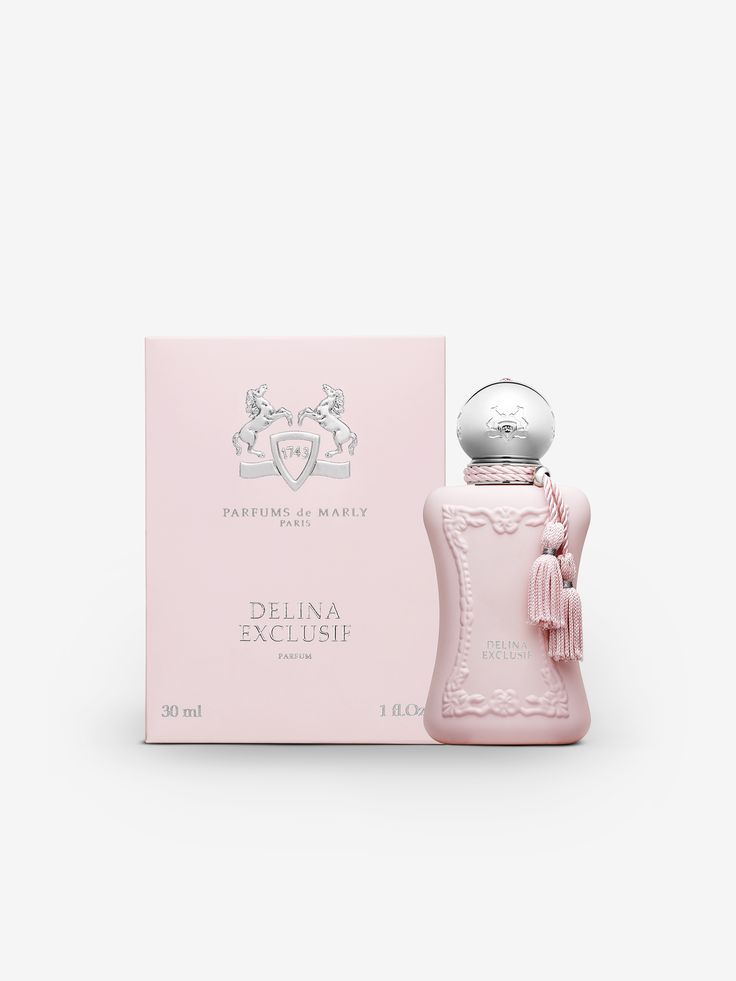 1743
PARFUMS de MARLY
PARIS
DELINA
EXCLUSIF
PARFUM
30 ml
1 fl.Oz
DELINA
EXCLUSIF